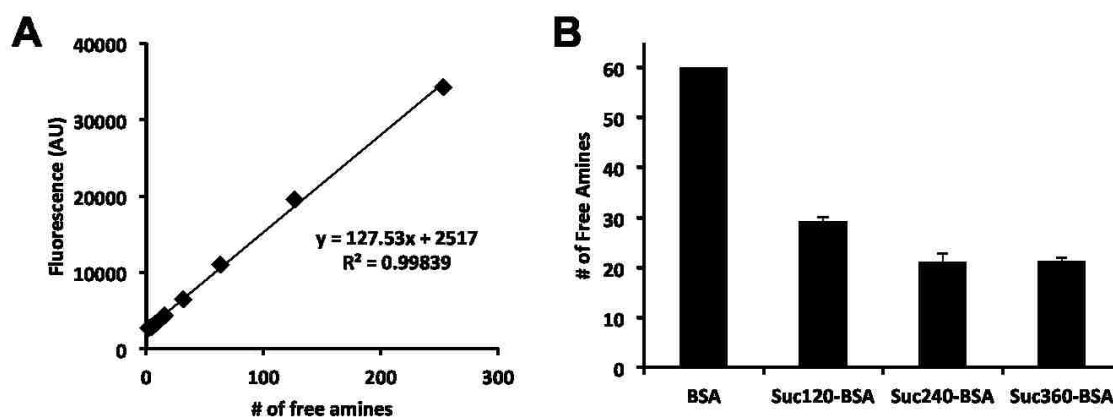 A
Fluorescence (AU)
40000
30000
20000
10000
0
0 100 200 300
# of free amines
y = 127.53x + 2517
R² = 0.99839
B
# of Free Amines
60
50
40
30
20
10
0
BSA Suc120-BSA Suc240-BSA Suc360-BSA